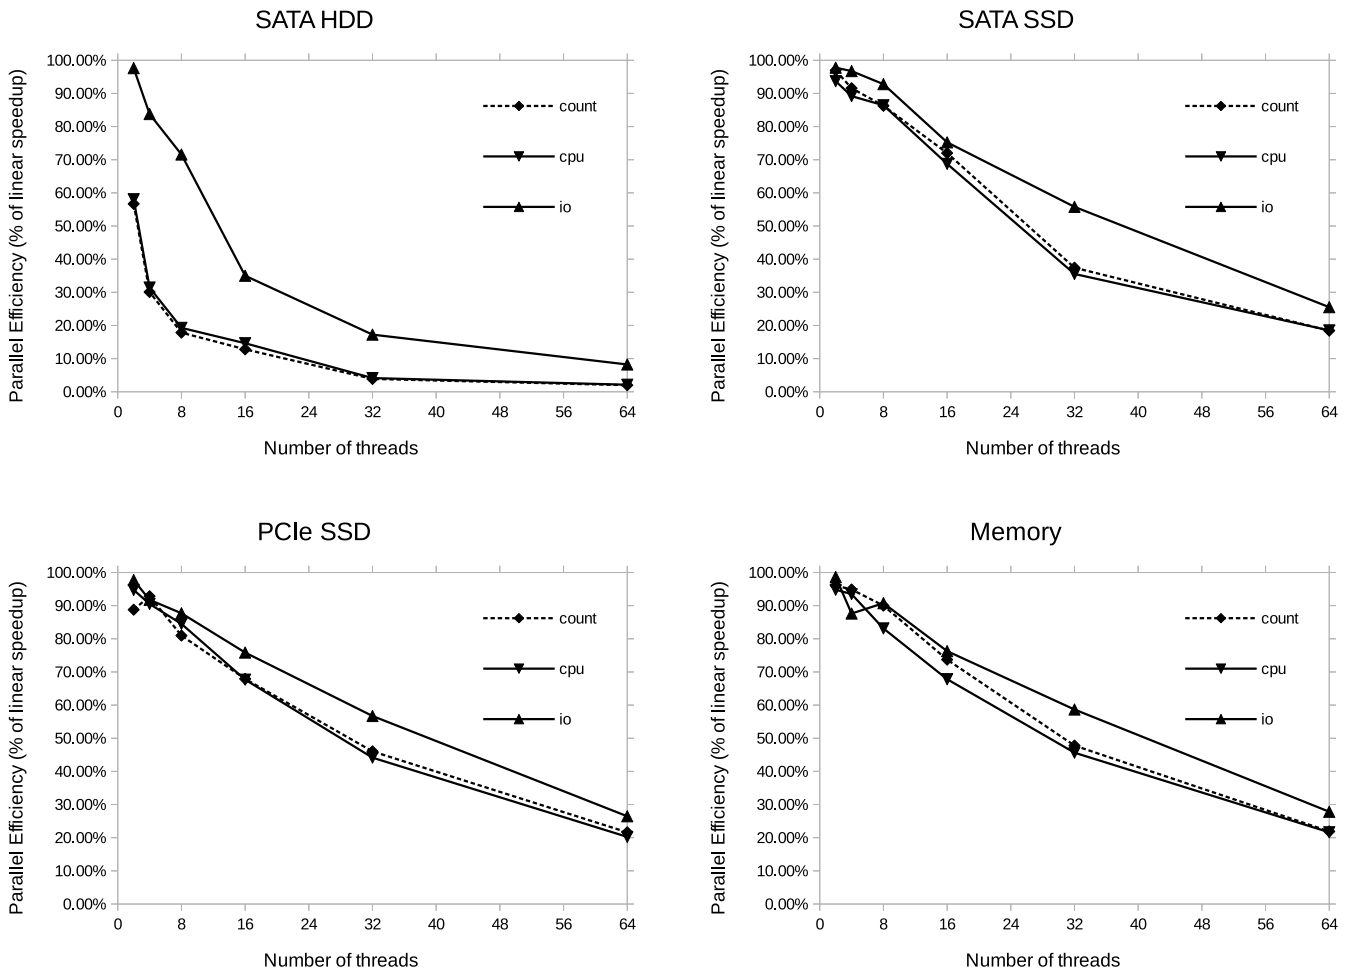 SATA HDD
Parallel Efficiency (% of linear speedup)
100.00%
90.00%
80.00%
70.00%
60.00%
50.00%
40.00%
30.00%
20.00%
10.00%
0.00%
count
cpu
io
0 8 16 24 32 40 48 56 64
Number of threads
SATA SSD
Parallel Efficiency (% of linear speedup)
100.00%
90.00%
80.00%
70.00%
60.00%
50.00%
40.00%
30.00%
20.00%
10.00%
0.00%
count
cpu
io
0 8 16 24 32 40 48 56 64
Number of threads
PCIe SSD
Parallel Efficiency (% of linear speedup)
100.00%
90.00%
80.00%
70.00%
60.00%
50.00%
40.00%
30.00%
20.00%
10.00%
0.00%
count
cpu
io
0 8 16 24 32 40 48 56 64
Number of threads
Memory
Parallel Efficiency (% of linear speedup)
100.00%
90.00%
80.00%
70.00%
60.00%
50.00%
40.00%
30.00%
20.00%
10.00%
0.00%
count
cpu
io
0 8 16 24 32 40 48 56 64
Number of threads